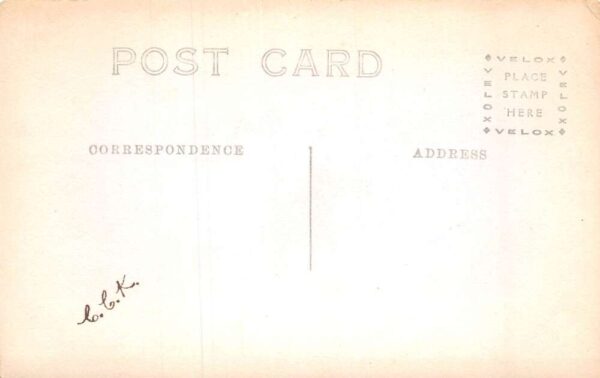 POST CARD
VELOX
VELOX
PLACE
STAMP
HERE
VELOX
VELOX
CORRESPONDENCE
ADDRESS
C.C.K.